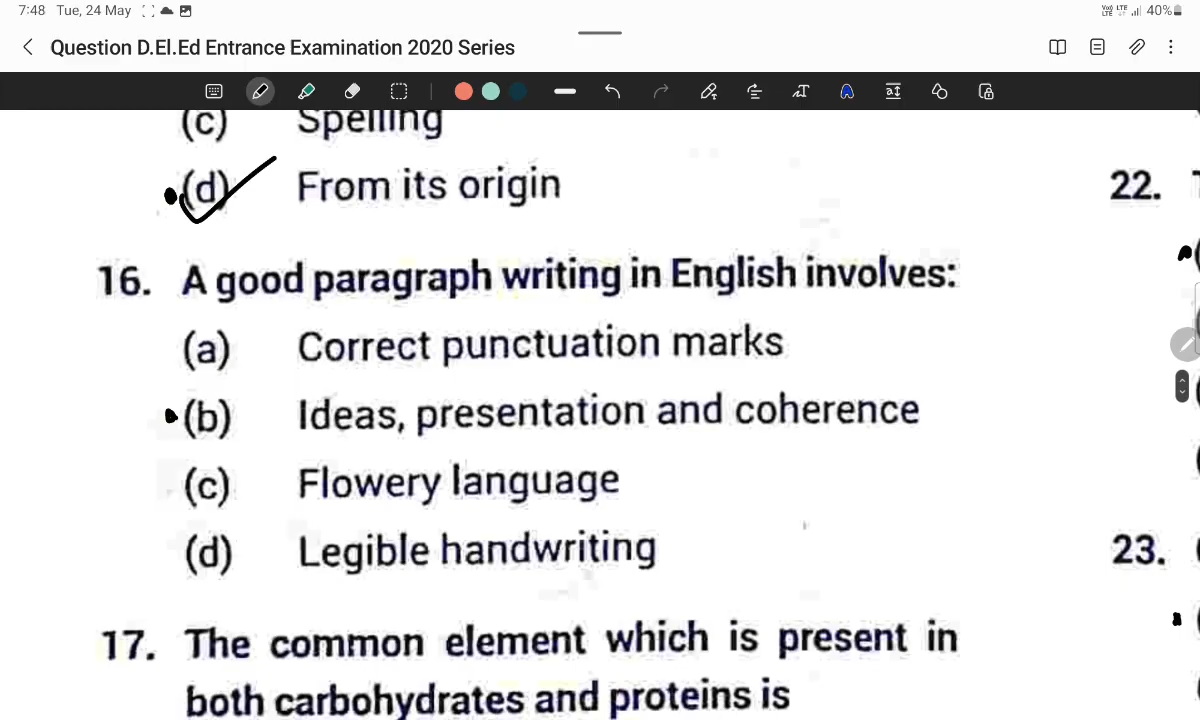 7:48 Tue, 24 May 40%
Question D.El.Ed Entrance Examination 2020 Series
(c) Spelling
(d) From its origin
22.
16. A good paragraph writing in English involves:
(a) Correct punctuation marks
(b) Ideas, presentation and coherence
(c) Flowery language
(d) Legible handwriting
23.
17. The common element which is present in
both carbohydrates and proteins is